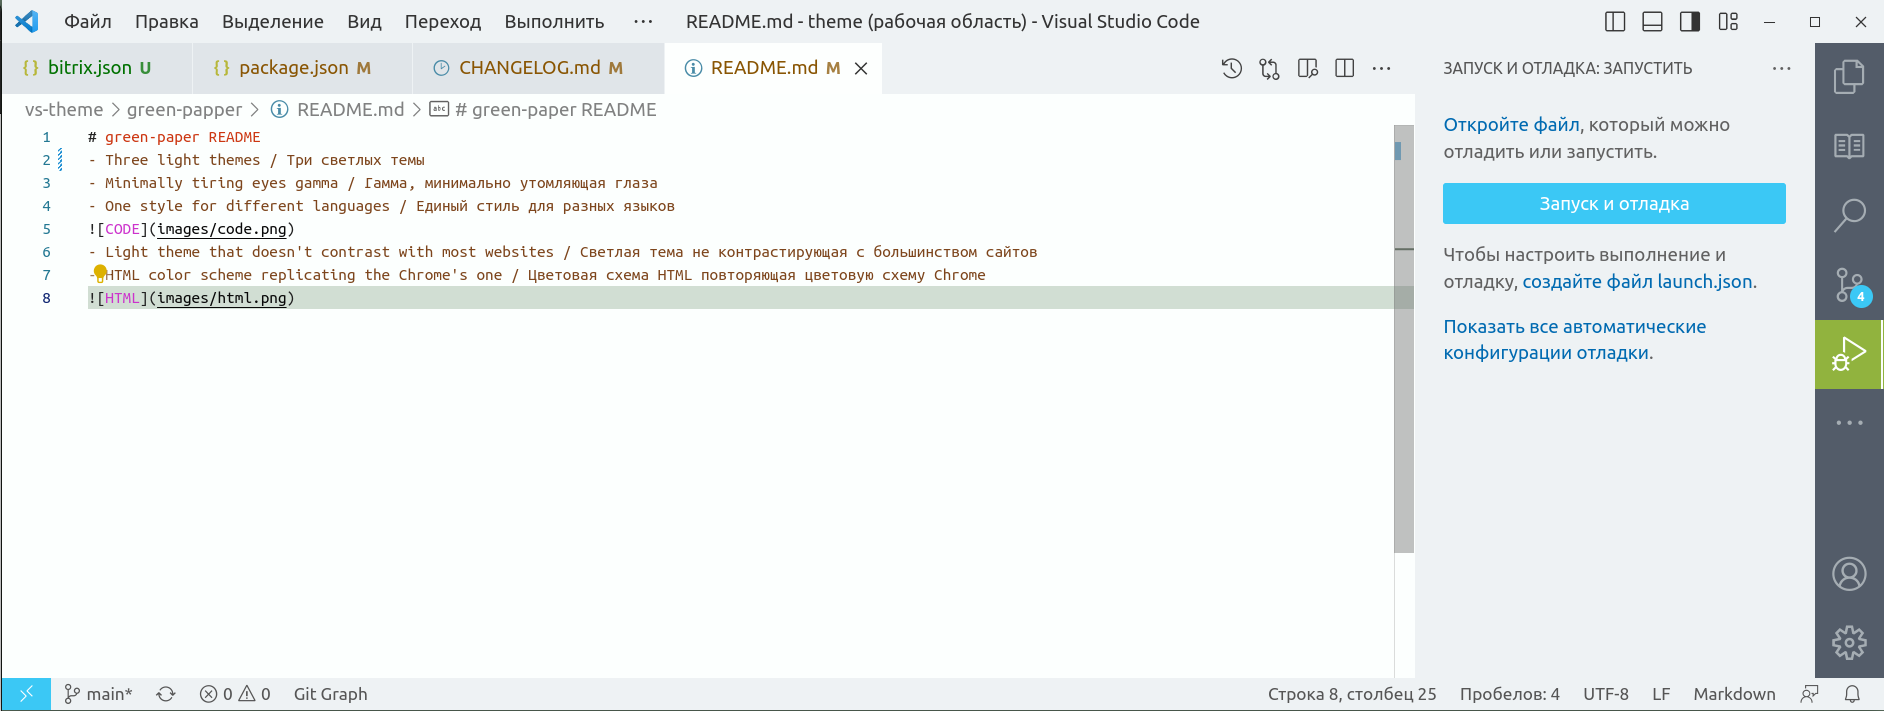 Файл Правка Выделение Вид Переход Выполнить ··· README.md - theme (рабочая область) - Visual Studio Code
{} bitrix.json U {} package.json M CHANGELOG.md M README.md M
vs-theme > green-papper > README.md > # green-paper README
1 # green-paper README
2 - Three light themes / Три светлых темы
3 - Minimally tiring eyes gamma / Гамма, минимально утомляющая глаза
4 - One style for different languages / Единый стиль для разных языков
5 ![CODE](images/code.png)
6 - Light theme that doesn't contrast with most websites / Светлая тема не контрастирующая с большинством сайтов
7 - HTML color scheme replicating the Chrome's one / Цветовая схема HTML повторяющая цветовую схему Chrome
8 ![HTML](images/html.png)
ЗАПУСК И ОТЛАДКА: ЗАПУСТИТЬ ···
Откройте файл, который можно
отладить или запустить.
Запуск и отладка
Чтобы настроить выполнение и
отладку, создайте файл launch.json.
Показать все автоматические
конфигурации отладки.
4
main* 0 0 Git Graph Строка 8, столбец 25 Пробелов: 4 UTF-8 LF Markdown